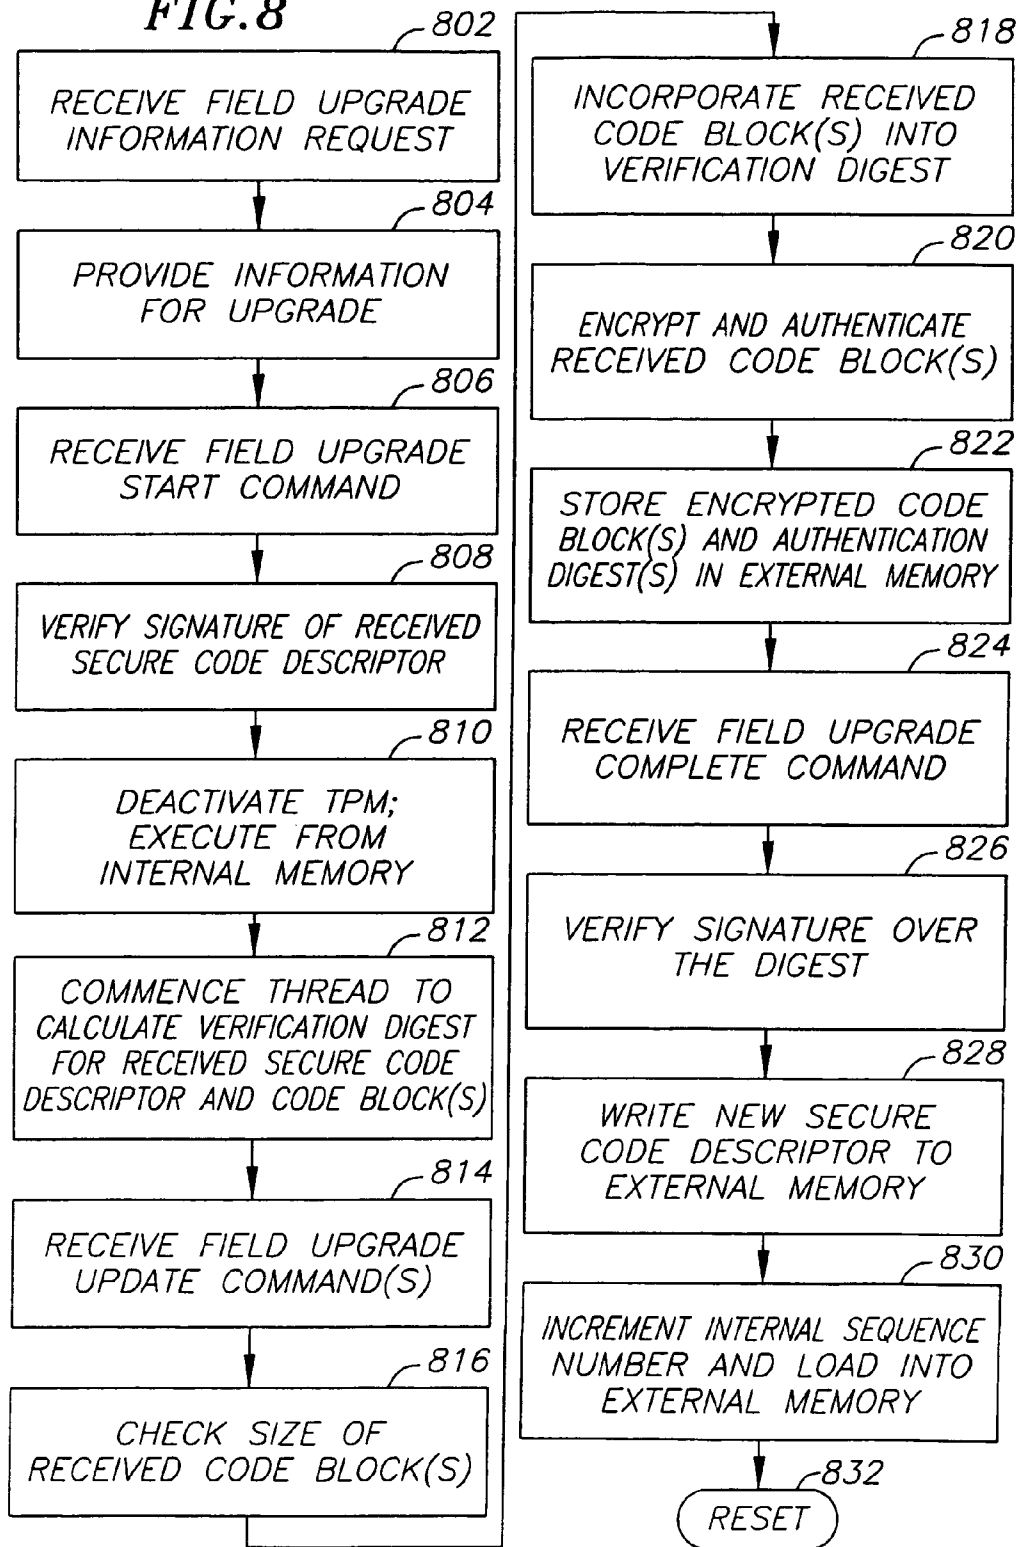 FIG. 8
802
RECEIVE FIELD UPGRADE
INFORMATION REQUEST
804
PROVIDE INFORMATION
FOR UPGRADE
806
RECEIVE FIELD UPGRADE
START COMMAND
808
VERIFY SIGNATURE OF RECEIVED
SECURE CODE DESCRIPTOR
810
DEACTIVATE TPM;
EXECUTE FROM
INTERNAL MEMORY
812
COMMENCE THREAD TO
CALCULATE VERIFICATION DIGEST
FOR RECEIVED SECURE CODE
DESCRIPTOR AND CODE BLOCK(S)
814
RECEIVE FIELD UPGRADE
UPDATE COMMAND(S)
816
CHECK SIZE OF
RECEIVED CODE BLOCK(S)
818
INCORPORATE RECEIVED
CODE BLOCK(S) INTO
VERIFICATION DIGEST
820
ENCRYPT AND AUTHENTICATE
RECEIVED CODE BLOCK(S)
822
STORE ENCRYPTED CODE
BLOCK(S) AND AUTHENTICATION
DIGEST(S) IN EXTERNAL MEMORY
824
RECEIVE FIELD UPGRADE
COMPLETE COMMAND
826
VERIFY SIGNATURE OVER
THE DIGEST
828
WRITE NEW SECURE
CODE DESCRIPTOR TO
EXTERNAL MEMORY
830
INCREMENT INTERNAL SEQUENCE
NUMBER AND LOAD INTO
EXTERNAL MEMORY
832
RESET